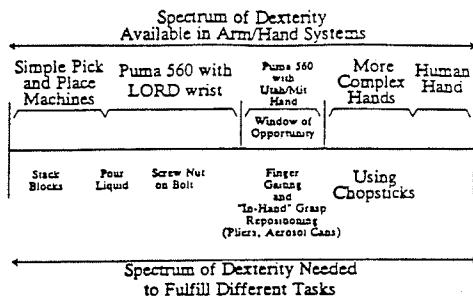 Spectrum of Dexterity
Available in Arm/Hand Systems
Simple Pick
and Place
Machines
Puma 560 with
LORD wrist
Puma 560
with
Utah/Mit
Hand
Window of
Opportunity
More
Complex
Hands
Human
Hand
Stack
Blocks
Pour
Liquid
Screw Nut
on Bolt
Finger
Gaiting
and
"In-Hand" Grasp
Repositioning
(Pliers, Aerosol Cans)
Using
Chopsticks
Spectrum of Dexterity Needed
to Fulfill Different Tasks